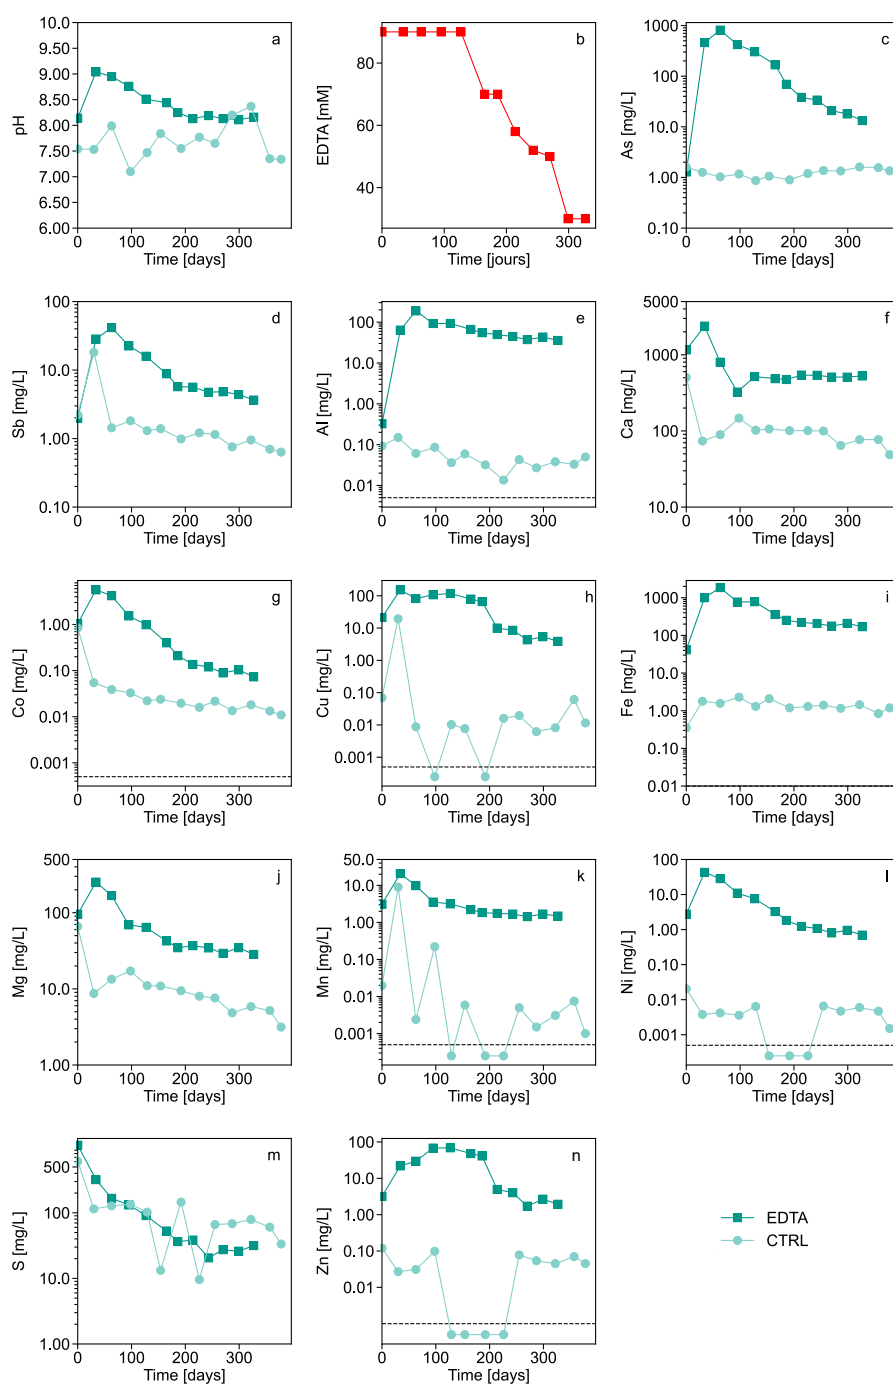 a
pH
10.0
9.50
9.00
8.50
8.00
7.50
7.00
6.50
6.00
0 100 200 300
Time [days]
b
EDTA [mM]
80
60
40
0 100 200 300
Time [jours]
c
As [mg/L]
1000
100
10.0
1.00
0.10
0 100 200 300
Time [days]
d
Sb [mg/L]
100
10.0
1.00
0.10
0 100 200 300
Time [days]
e
Al [mg/L]
100
10.0
1.00
0.10
0.01
0 100 200 300
Time [days]
f
Ca [mg/L]
5000
1000
100
10.0
0 100 200 300
Time [days]
g
Co [mg/L]
1.00
0.10
0.01
0.001
0 100 200 300
Time [days]
h
Cu [mg/L]
100
10.0
1.00
0.10
0.01
0.001
0 100 200 300
Time [days]
i
Fe [mg/L]
1000
100
10.0
1.00
0.10
0.01
0 100 200 300
Time [days]
j
Mg [mg/L]
500
100
10.0
1.00
0 100 200 300
Time [days]
k
Mn [mg/L]
50.0
10.0
1.00
0.10
0.01
0.001
0 100 200 300
Time [days]
l
Ni [mg/L]
100
10.0
1.00
0.10
0.01
0.001
0 100 200 300
Time [days]
m
S [mg/L]
500
100
10.0
1.00
0 100 200 300
Time [days]
n
Zn [mg/L]
100
10.0
1.00
0.10
0.01
0 100 200 300
Time [days]
EDTA
CTRL